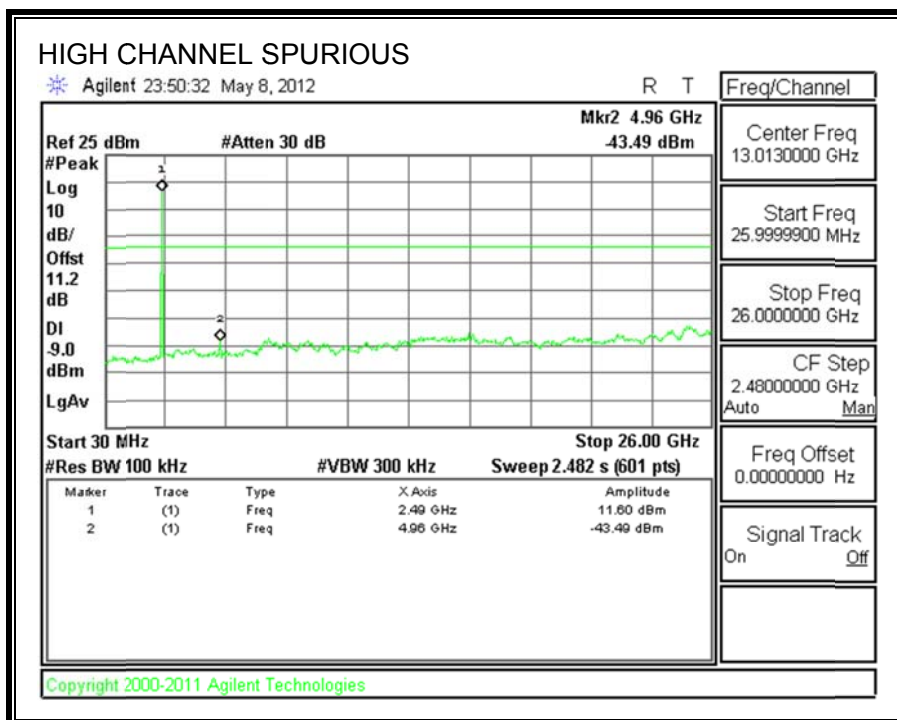 HIGH CHANNEL SPURIOUS
Agilent 23:50:32 May 8, 2012 R T
Mkr2 4.96 GHz
Ref 25 dBm #Atten 30 dB -43.49 dBm
#Peak
Log
10
dB/
Offst
11.2
dB
DI
-9.0
dBm
LgAv
1
2
Start 30 MHz Stop 26.00 GHz
#Res BW 100 kHz #VBW 300 kHz Sweep 2.482 s (601 pts)
Marker Trace Type X Axis Amplitude
1 (1) Freq 2.49 GHz 11.60 dBm
2 (1) Freq 4.96 GHz -43.49 dBm
Freq/Channel
Center Freq
13.0130000 GHz
Start Freq
25.9999900 MHz
Stop Freq
26.0000000 GHz
CF Step
2.48000000 GHz
Auto Man
Freq Offset
0.00000000 Hz
Signal Track
On Off
Copyright 2000-2011 Agilent Technologies